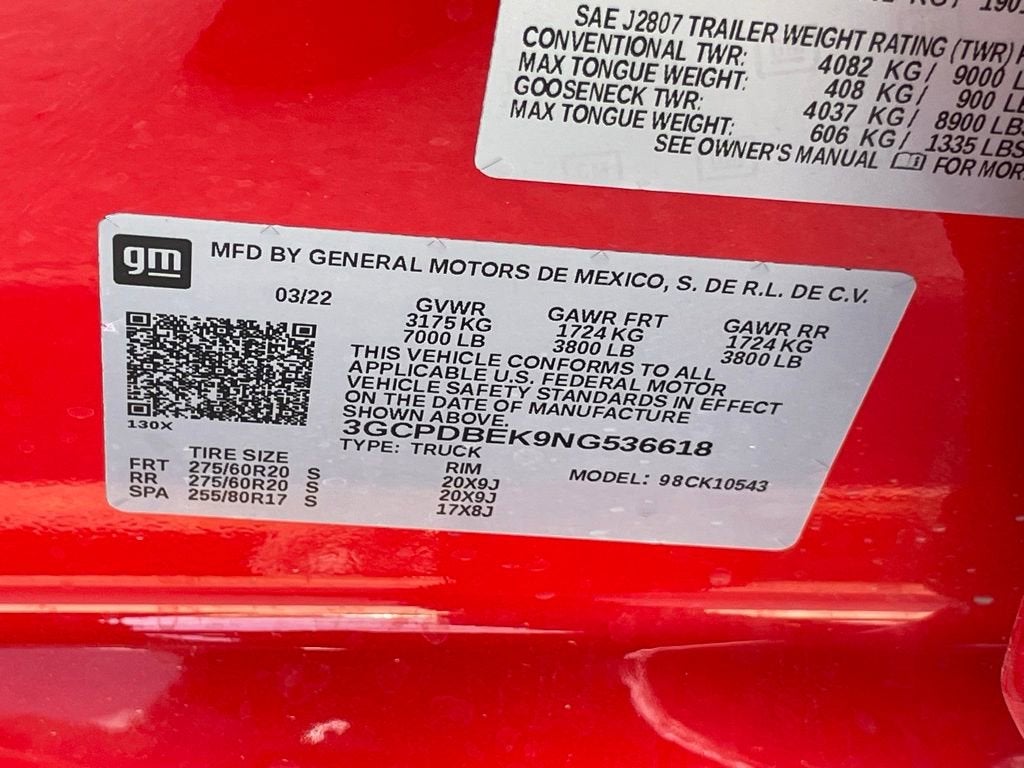 SAE J2807 TRAILER WEIGHT RATING (TWR)
CONVENTIONAL TWR: 4082 KG/ 9000
MAX TONGUE WEIGHT: 408 KG/ 900
GOOSENECK TWR: 4037 KG/ 8900 LBS
MAX TONGUE WEIGHT: 606 KG/ 1335 LBS
SEE OWNER'S MANUAL FOR MOR
gm
MFD BY GENERAL MOTORS DE MEXICO, S. DE R.L. DE C.V.
03/22
GVWR GAWR FRT GAWR RR
3175 KG 1724 KG 1724 KG
7000 LB 3800 LB 3800 LB
THIS VEHICLE CONFORMS TO ALL
APPLICABLE U.S. FEDERAL MOTOR
VEHICLE SAFETY STANDARDS IN EFFECT
ON THE DATE OF MANUFACTURE
SHOWN ABOVE.
130X
3GCPDBEK9NG536618
TYPE: TRUCK
MODEL: 98CK10543
TIRE SIZE RIM
FRT 275/60R20 S 20X9J
RR 275/60R20 S 20X9J
SPA 255/80R17 S 17X8J